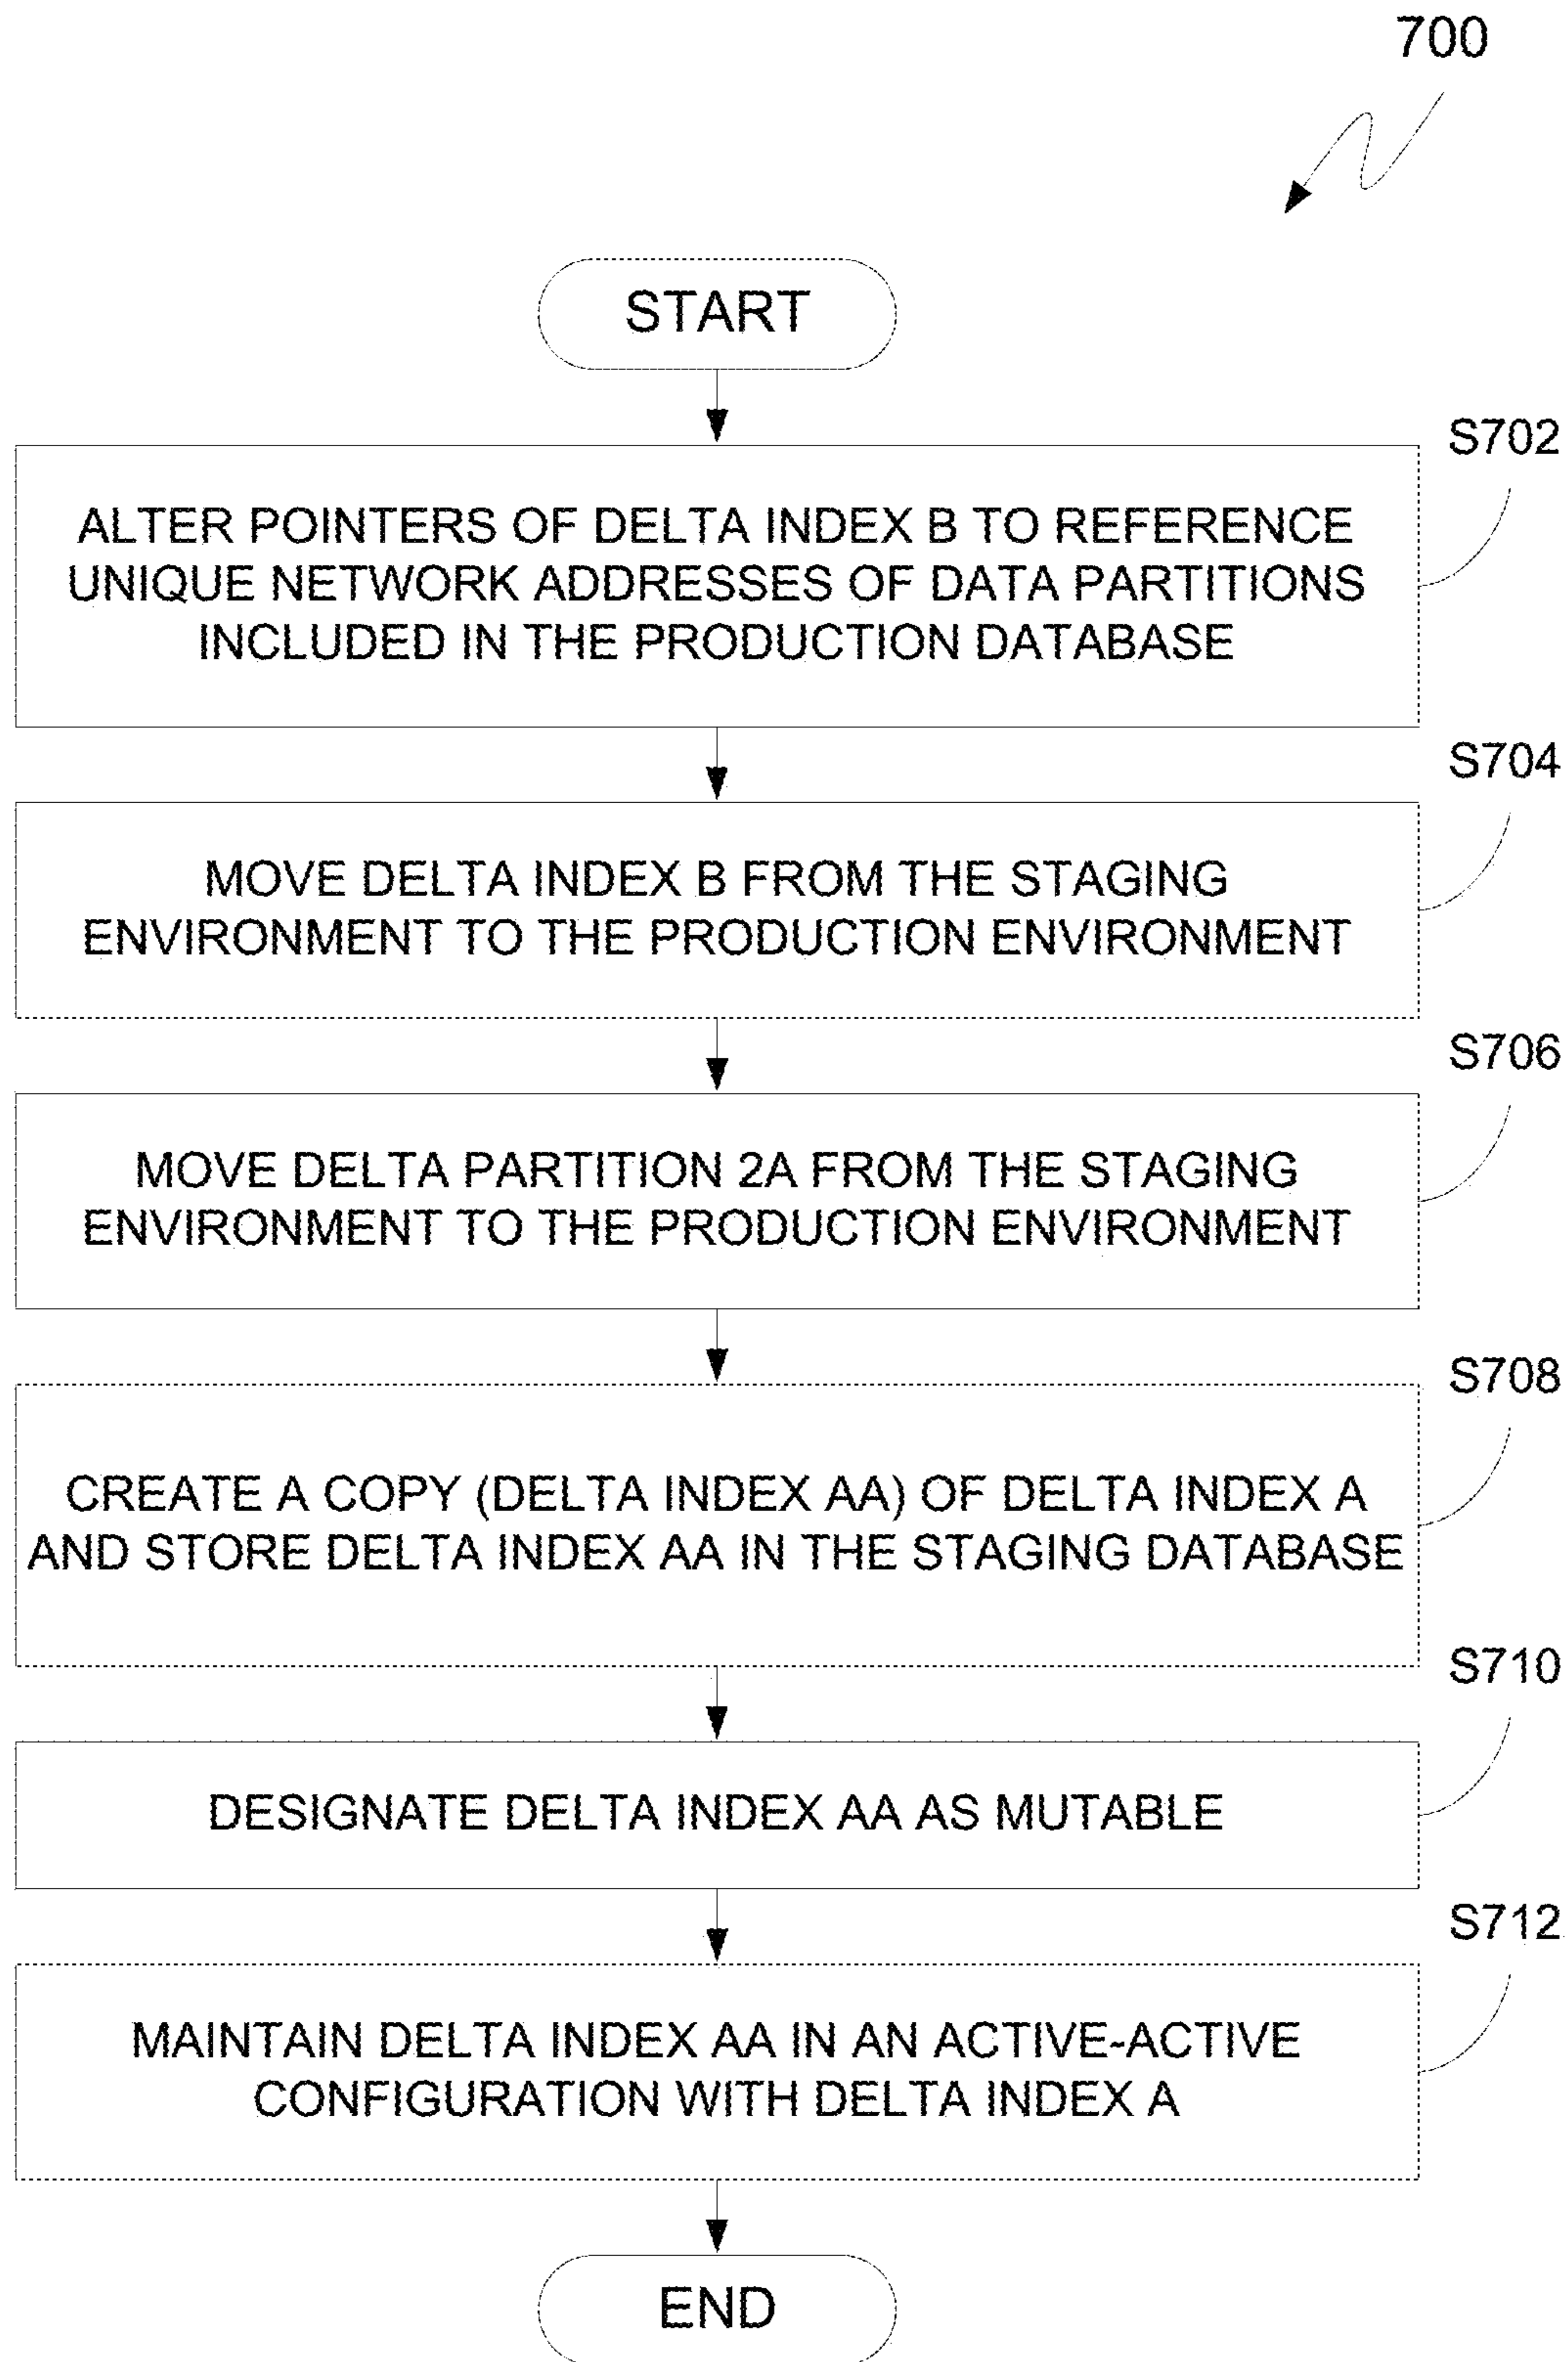 700
START
S702
ALTER POINTERS OF DELTA INDEX B TO REFERENCE
UNIQUE NETWORK ADDRESSES OF DATA PARTITIONS
INCLUDED IN THE PRODUCTION DATABASE
S704
MOVE DELTA INDEX B FROM THE STAGING
ENVIRONMENT TO THE PRODUCTION ENVIRONMENT
S706
MOVE DELTA PARTITION 2A FROM THE STAGING
ENVIRONMENT TO THE PRODUCTION ENVIRONMENT
S708
CREATE A COPY (DELTA INDEX AA) OF DELTA INDEX A
AND STORE DELTA INDEX AA IN THE STAGING DATABASE
S710
DESIGNATE DELTA INDEX AA AS MUTABLE
S712
MAINTAIN DELTA INDEX AA IN AN ACTIVE-ACTIVE
CONFIGURATION WITH DELTA INDEX A
END